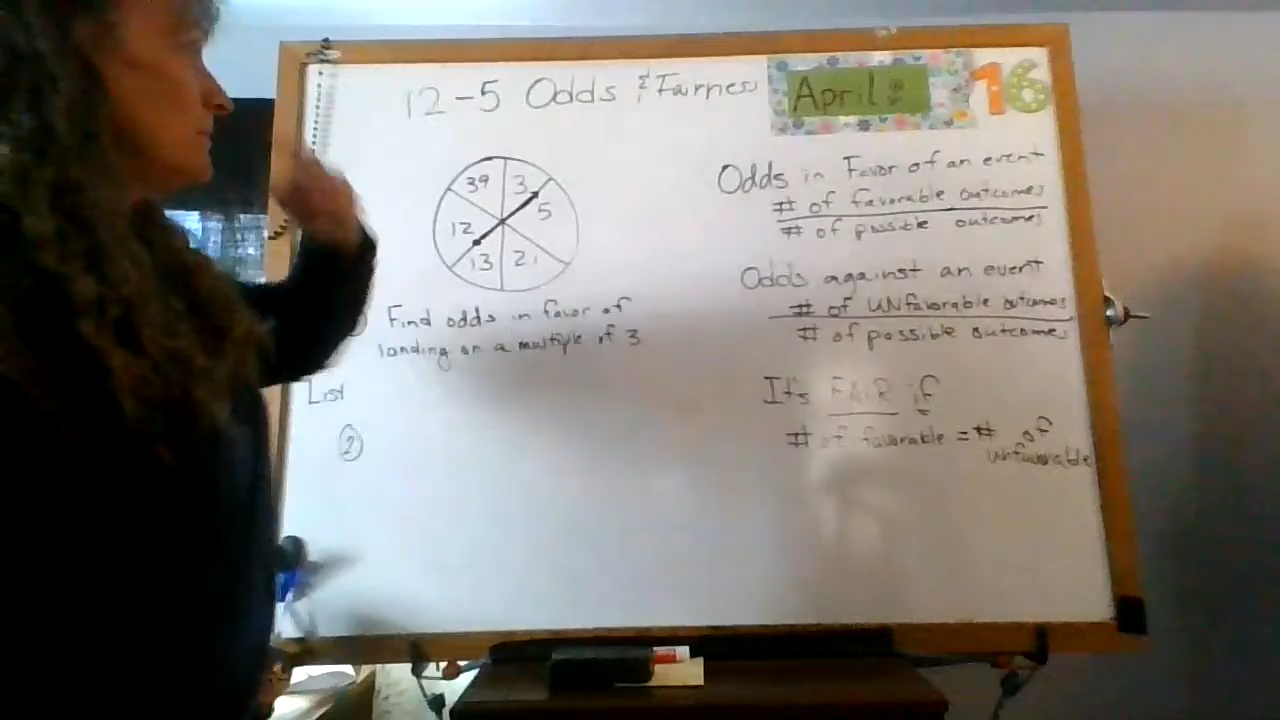 12-5 Odds & Fairness
April 16
39
3
5
12
13
21
Find odds in favor of
landing on a multiple of 3
List
2
Odds in Favor of an event
# of favorable outcomes
# of possible outcomes
Odds against an event
# of UNfavorable outcomes
# of possible outcomes
It's FAIR if
# of favorable = # of
unfavorable